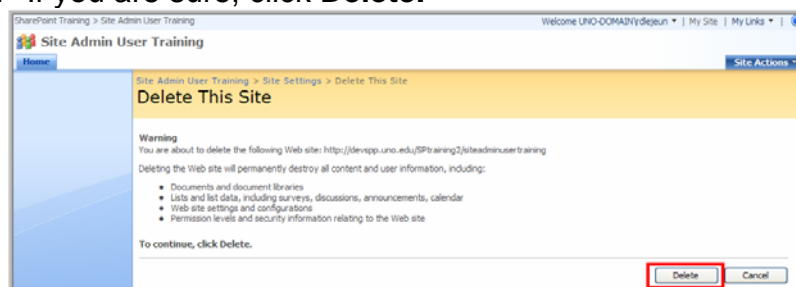 If you are sure, click Delete.
SharePoint Training > Site Admin User Training
Welcome UNO-DOMAIN\rdlejeun ▾ | My Site | My Links ▾ |
Site Admin User Training
Home
Site Actions
Site Admin User Training > Site Settings > Delete This Site
Delete This Site
Warning
You are about to delete the following Web site: http://devspp.uno.edu/SPtraining2/siteadminusertraining
Deleting the Web site will permanently destroy all content and user information, including:
• Documents and document libraries
• Lists and list data, including surveys, discussions, announcements, calendar
• Web site settings and configurations
• Permission levels and security information relating to the Web site
To continue, click Delete.
Delete Cancel